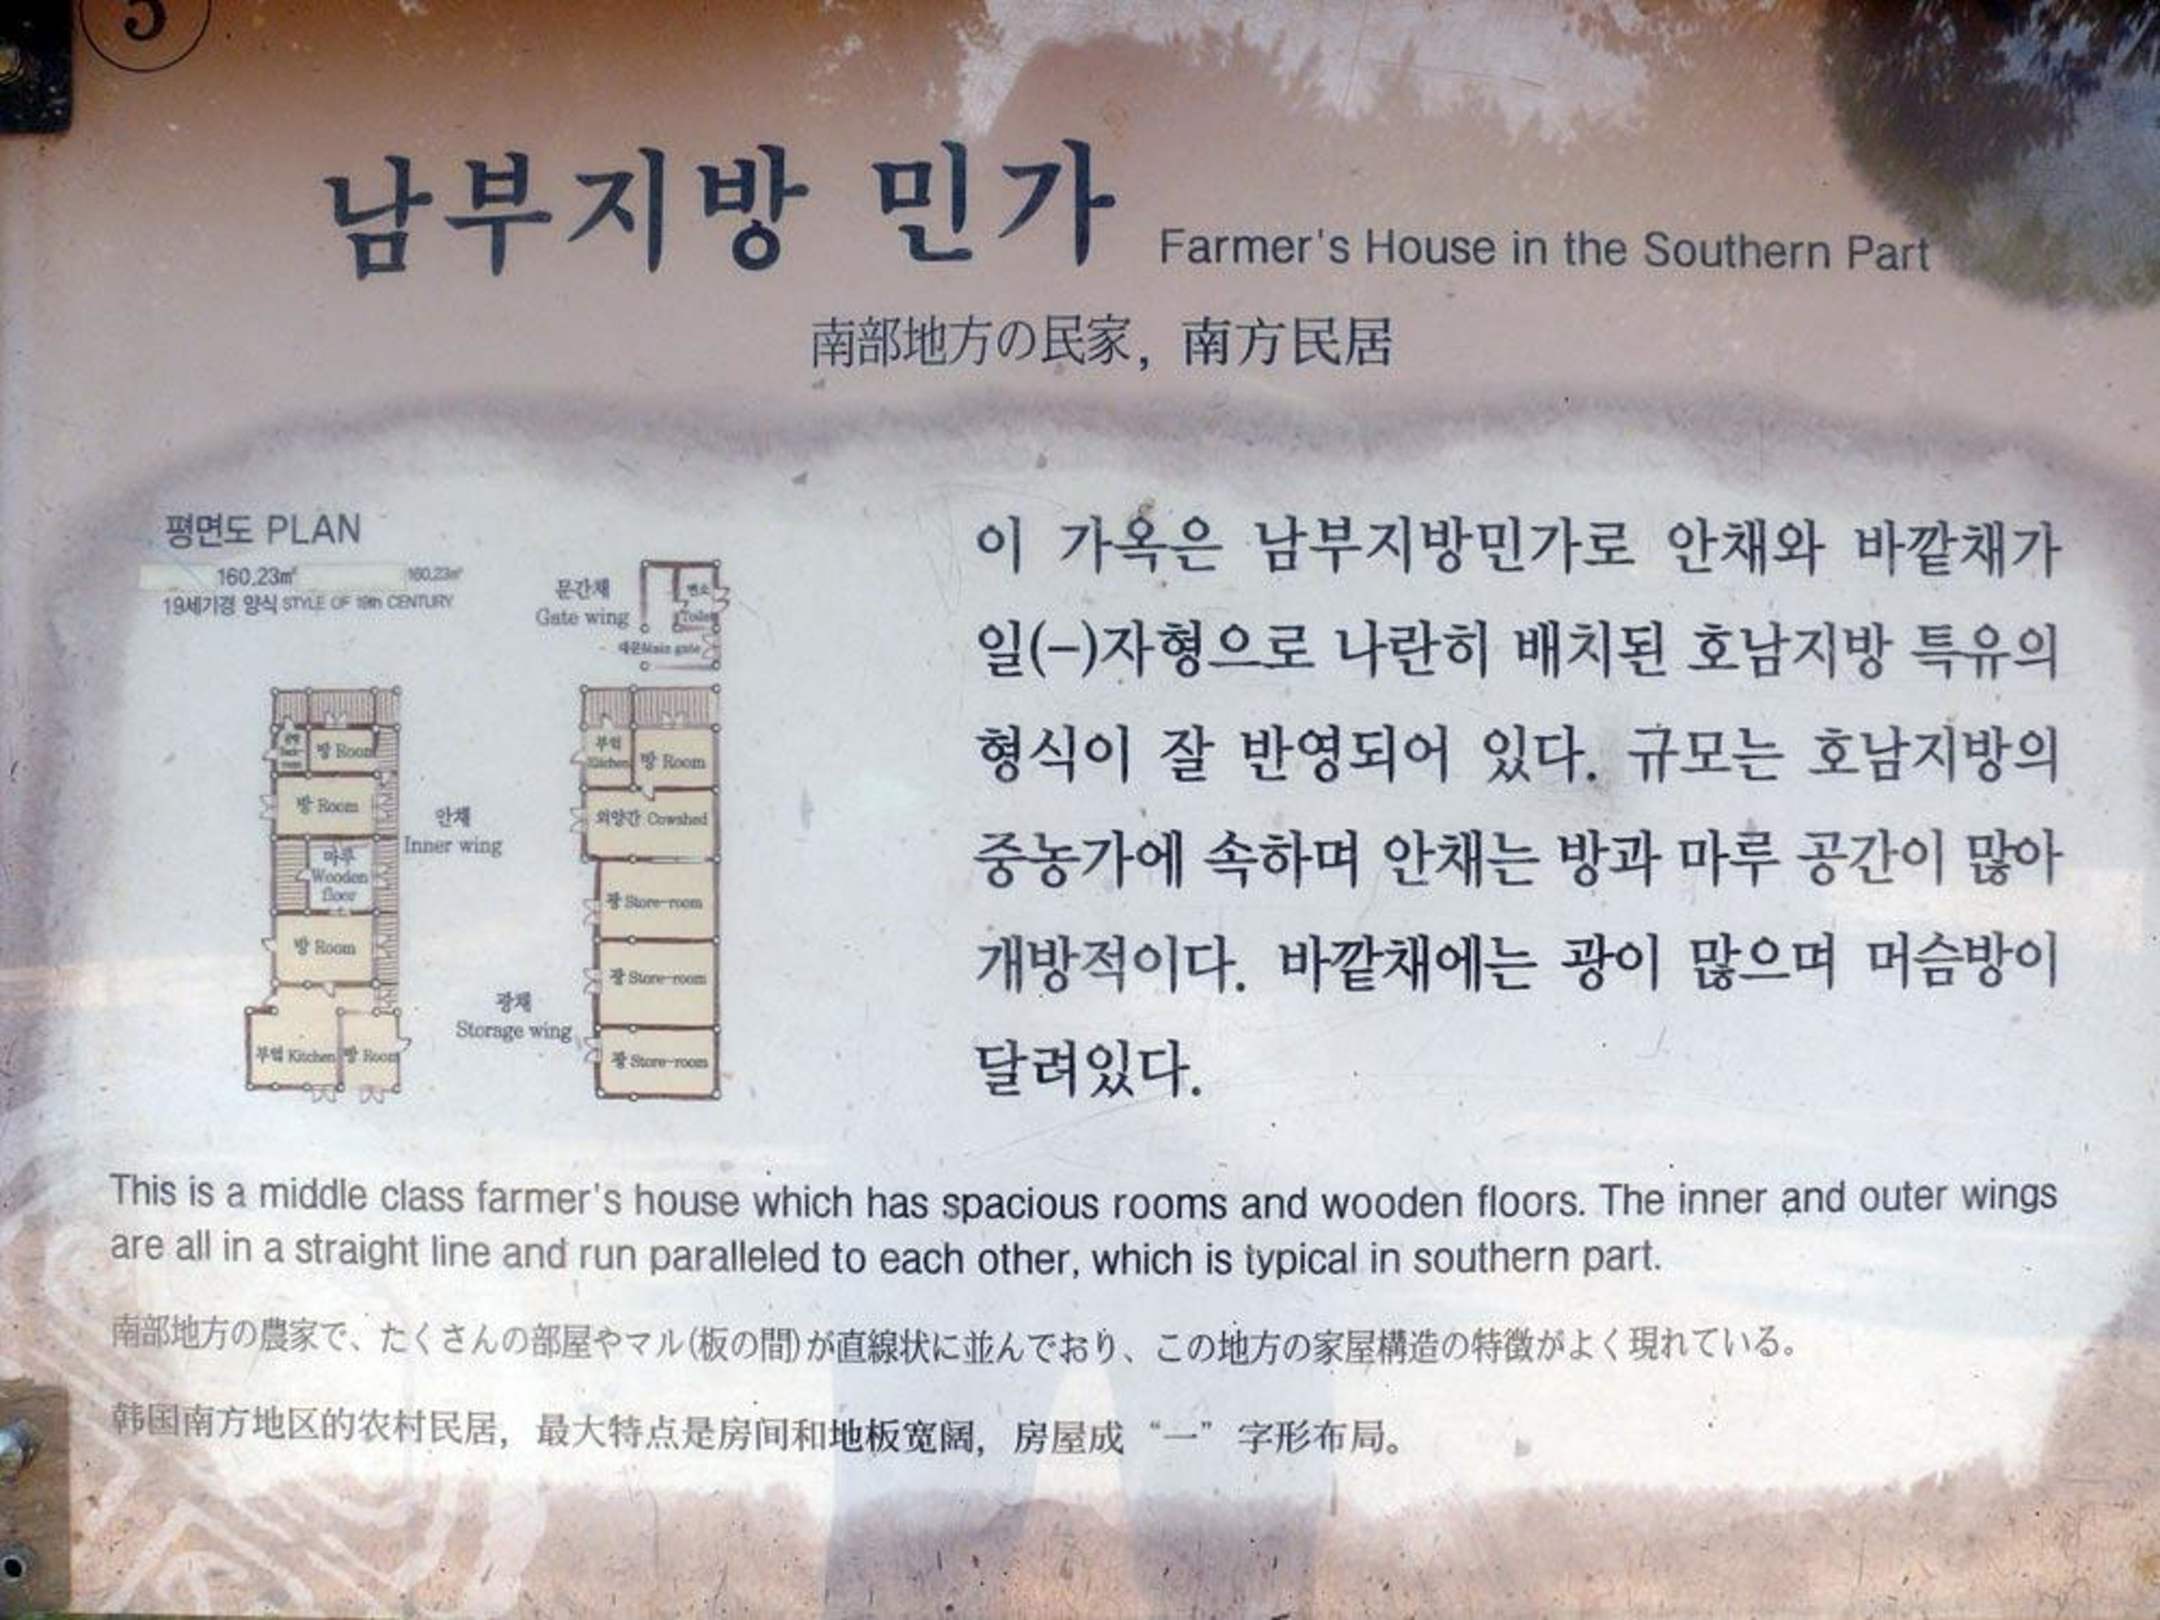 남부지방 민가 Farmer's House in the Southern Part
南部地方の民家, 南方民居
평면도 PLAN
160.23㎡ 160.23㎡
19세기경 양식 STYLE OF 19th CENTURY
문간채
Gate wing
변소
Toilet
대문Main gate
방 Room
방 Room
마루
Wooden
floor
방 Room
부엌 Kitchen
방 Room
안채
Inner wing
부엌
Kitchen
방 Room
외양간 Cowshed
광 Store-room
광 Store-room
광 Store-room
광채
Storage wing
이 가옥은 남부지방민가로 안채와 바깥채가
일(-)자형으로 나란히 배치된 호남지방 특유의
형식이 잘 반영되어 있다. 규모는 호남지방의
중농가에 속하며 안채는 방과 마루 공간이 많아
개방적이다. 바깥채에는 광이 많으며 머슴방이
달려있다.
This is a middle class farmer's house which has spacious rooms and wooden floors. The inner and outer wings
are all in a straight line and run paralleled to each other, which is typical in southern part.
南部地方の農家で、たくさんの部屋やマル(板の間)が直線状に並んでおり、この地方の家屋構造の特徴がよく現れている。
韩国南方地区的农村民居，最大特点是房间和地板宽阔，房屋成“一”字形布局。